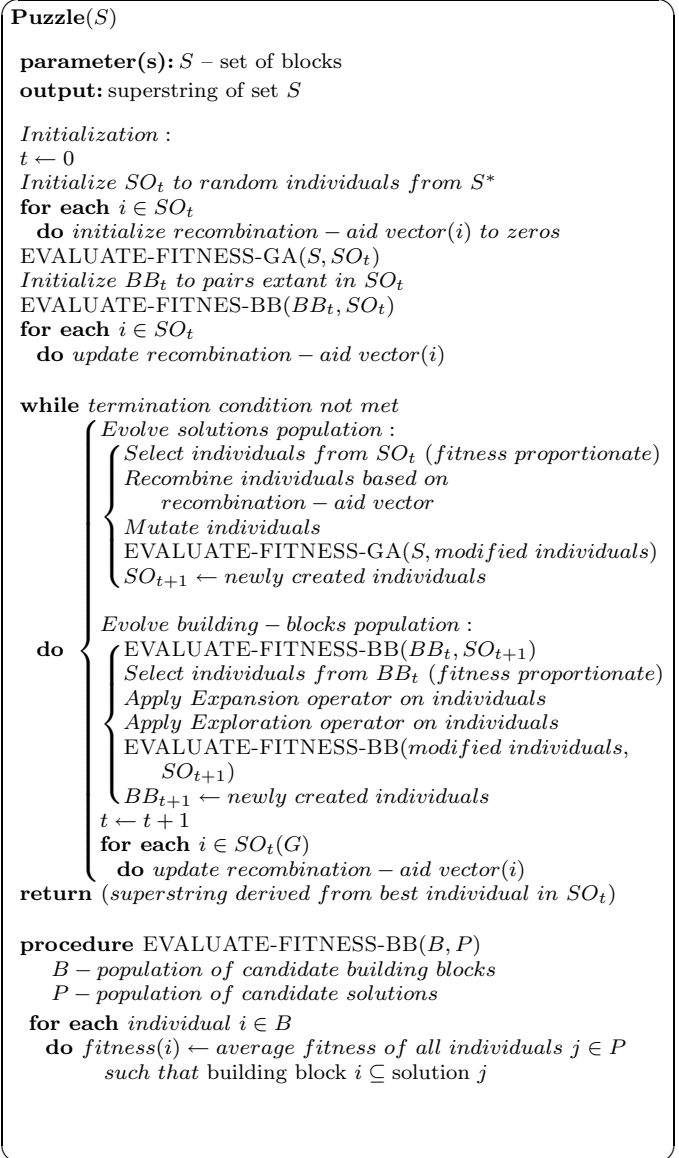 Puzzle(S)
parameter(s): S – set of blocks
output: superstring of set S
Initialization :
t ← 0
Initialize SO_t to random individuals from S*
for each i ∈ SO_t
do initialize recombination − aid vector(i) to zeros
EVALUATE-FITNESS-GA(S, SO_t)
Initialize BB_t to pairs extant in SO_t
EVALUATE-FITNES-BB(BB_t, SO_t)
for each i ∈ SO_t
do update recombination − aid vector(i)
while termination condition not met
Evolve solutions population :
Select individuals from SO_t (fitness proportionate)
Recombine individuals based on
recombination − aid vector
Mutate individuals
EVALUATE-FITNESS-GA(S, modified individuals)
SO_{t+1} ← newly created individuals
Evolve building − blocks population :
do EVALUATE-FITNESS-BB(BB_t, SO_{t+1})
Select individuals from BB_t (fitness proportionate)
Apply Expansion operator on individuals
Apply Exploration operator on individuals
EVALUATE-FITNESS-BB(modified individuals,
SO_{t+1})
BB_{t+1} ← newly created individuals
t ← t + 1
for each i ∈ SO_t(G)
do update recombination − aid vector(i)
return (superstring derived from best individual in SO_t)
procedure EVALUATE-FITNESS-BB(B, P)
B − population of candidate building blocks
P − population of candidate solutions
for each individual i ∈ B
do fitness(i) ← average fitness of all individuals j ∈ P
such that building block i ⊆ solution j